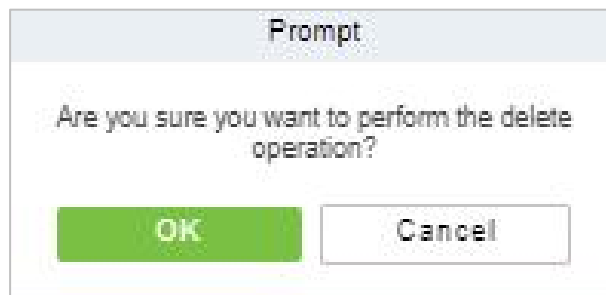 Prompt
Are you sure you want to perform the delete
operation?
OK
Cancel